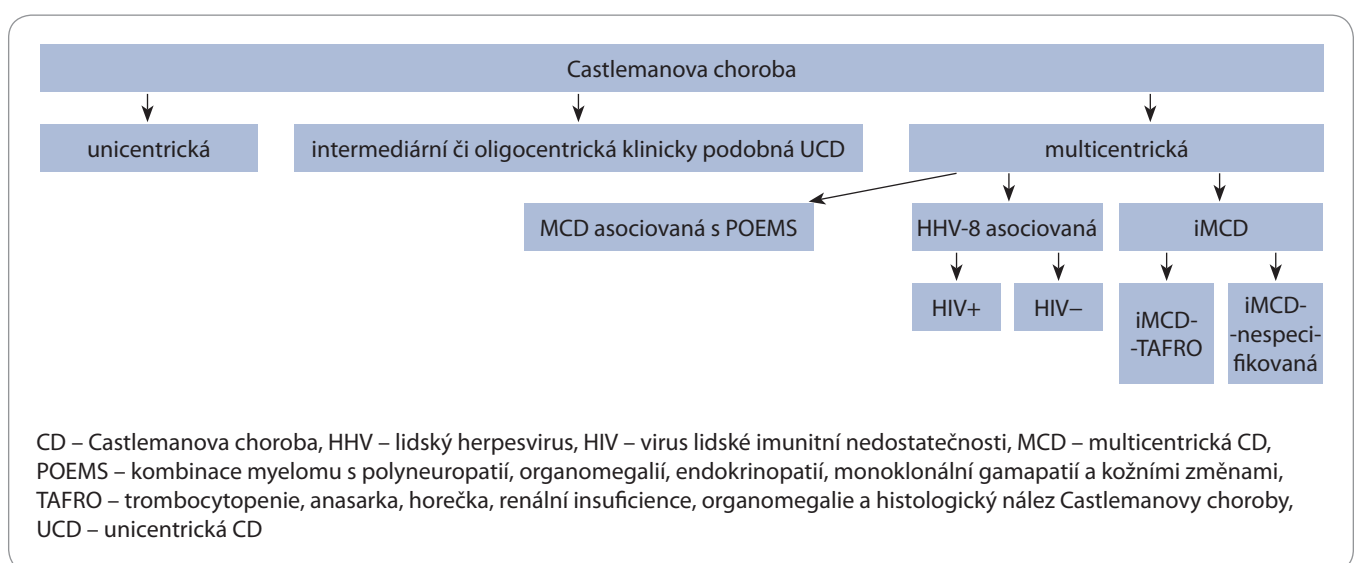 Castlemanova choroba
unicentrická
intermediární či oligocentrická klinicky podobná UCD
multicentrická
MCD asociovaná s POEMS
HHV-8 asociovaná
iMCD
HIV+
HIV–
iMCD-
-TAFRO
iMCD-
-nespeci-
fikovaná
CD – Castlemanova choroba, HHV – lidský herpesvirus, HIV – virus lidské imunitní nedostatečnosti, MCD – multicentrická CD,
POEMS – kombinace myelomu s polyneuropatií, organomegalií, endokrinopatií, monoklonální gamapatií a kožními změnami,
TAFRO – trombocytopenie, anasarka, horečka, renální insuficience, organomegalie a histologický nález Castlemanovy choroby,
UCD – unicentrická CD